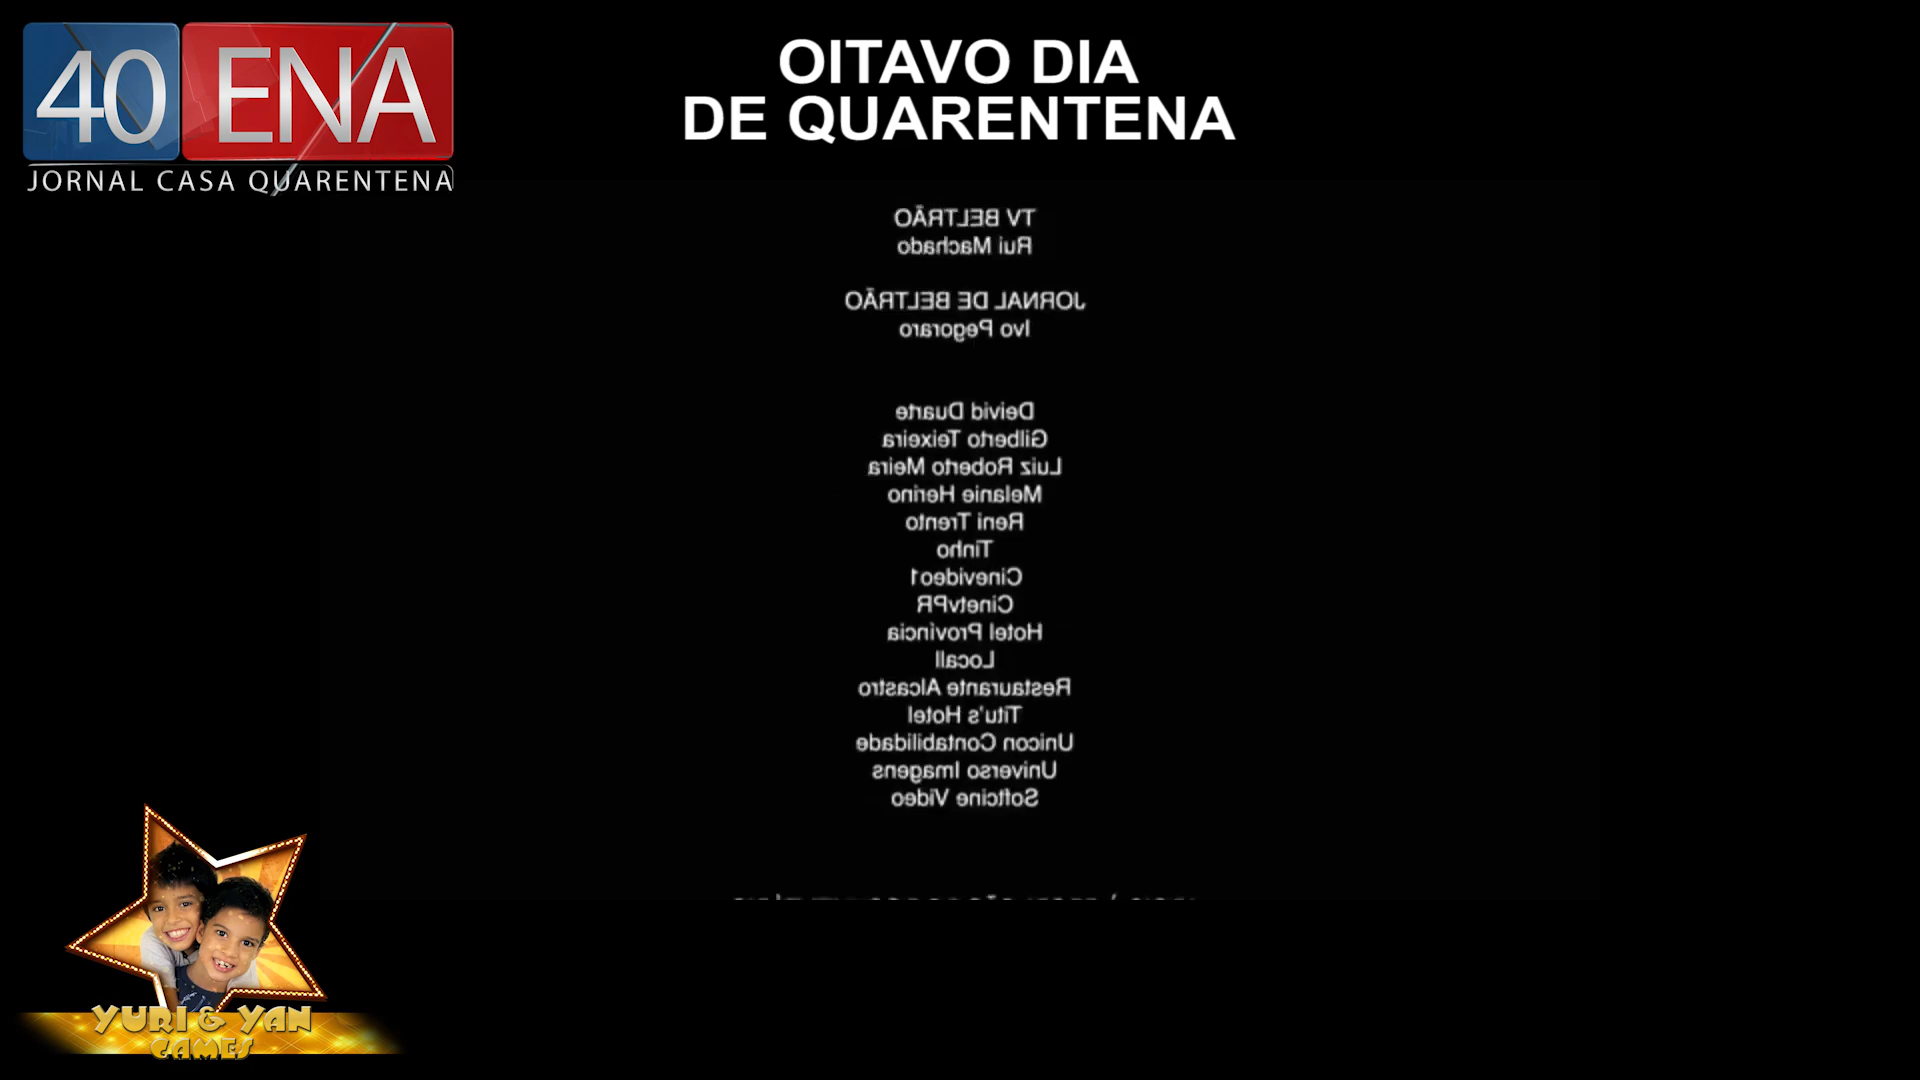 40 ENA
JORNAL CASA QUARENTENA
OITAVO DIA
DE QUARENTENA
TV BELTRÃO
Rui Machado
JORNAL DE BELTRÃO
Ivo Pegoraro
Deivid Duarte
Gilberto Teixeira
Luiz Roberto Meira
Melanie Herino
Reni Trento
Tinho
Cinevideo1
CinetvPR
Hotel Província
Locall
Restaurante Alcastro
Titu's Hotel
Unicon Contabilidade
Universo Imagens
Softcine Video
YURI & YAN
GAMES